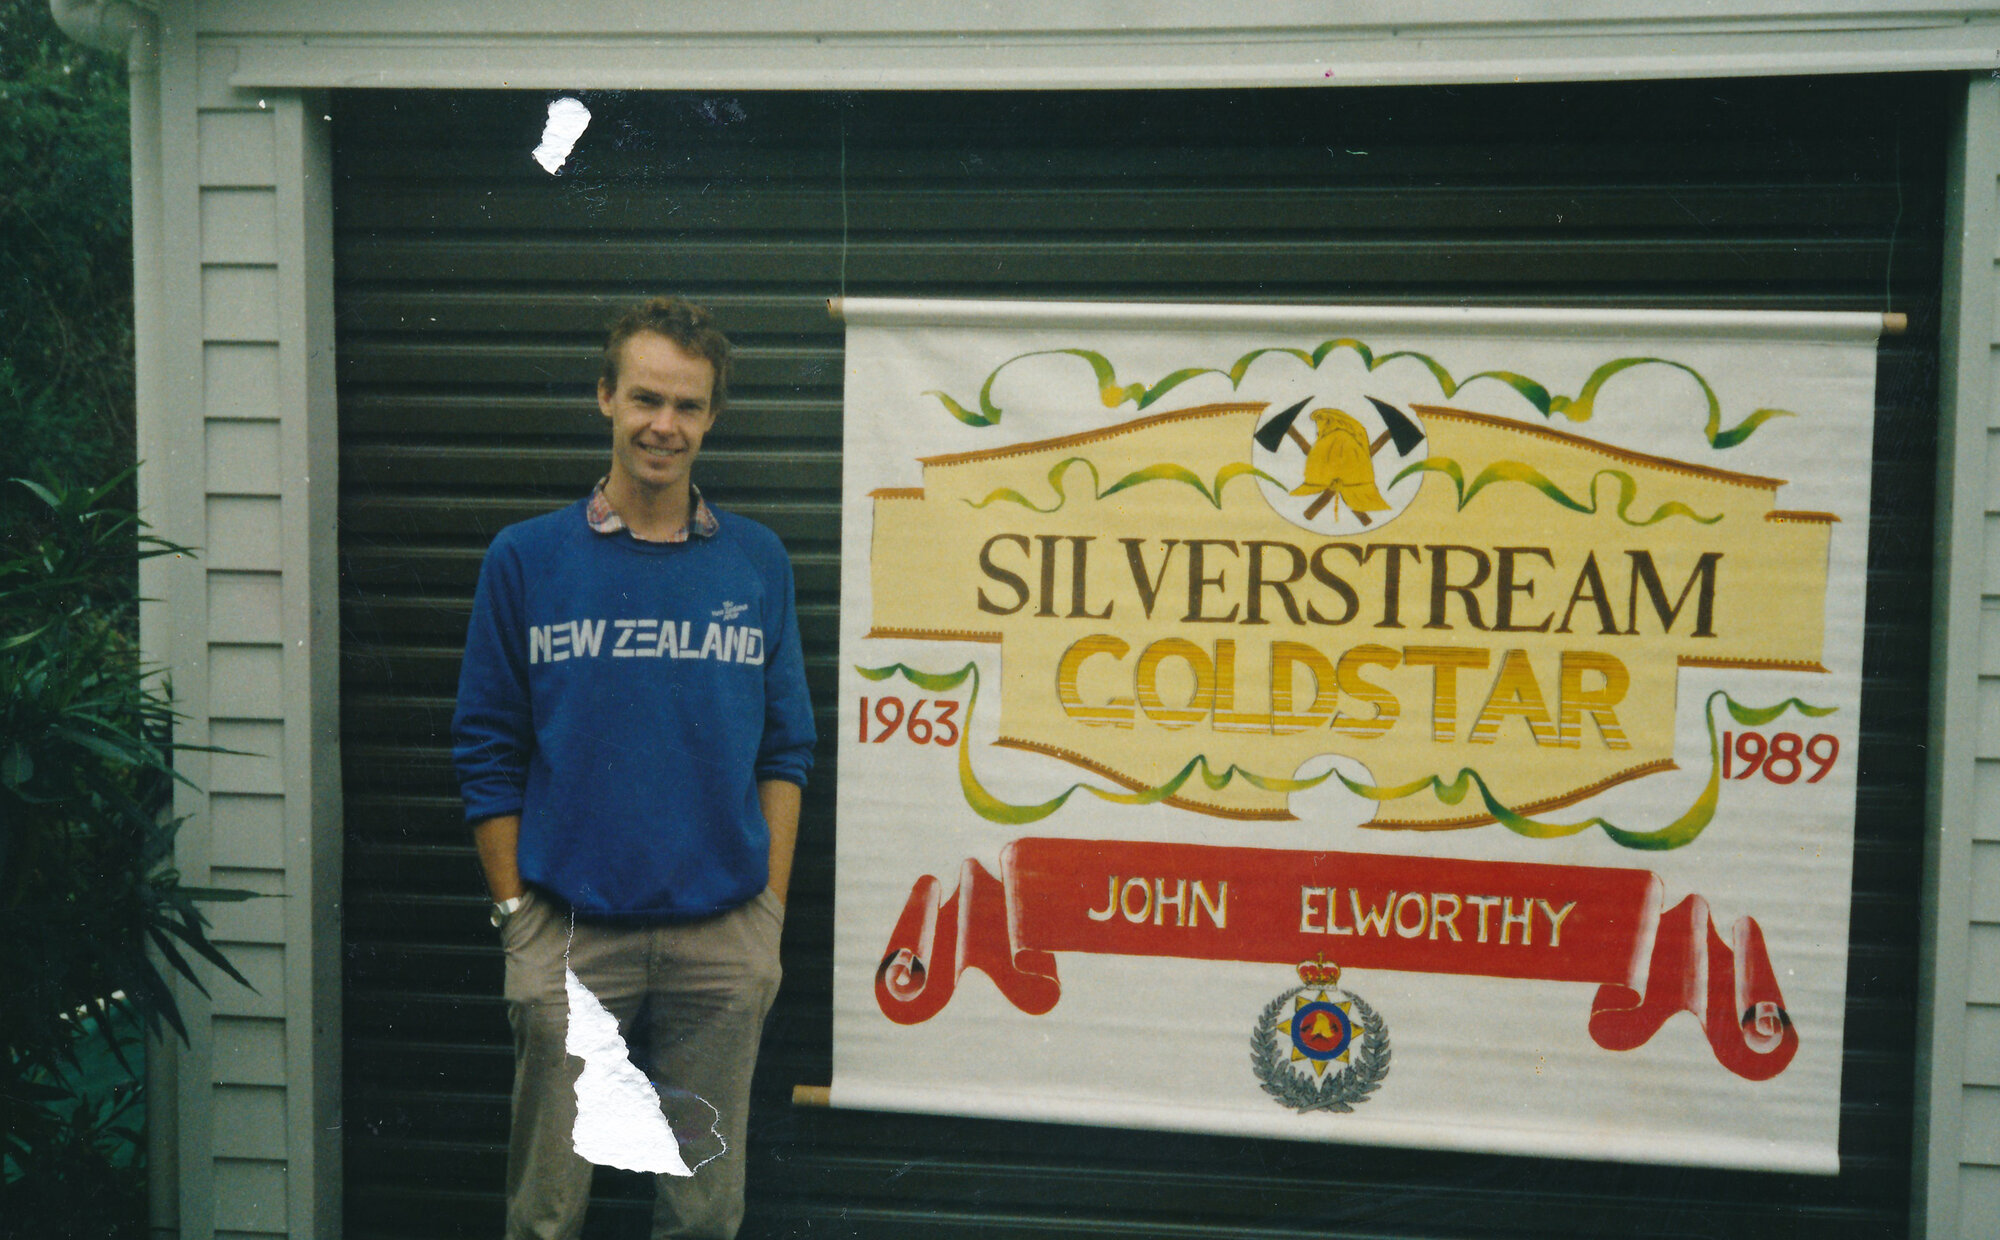 NEW ZEALAND
SILVERSTREAM
GOLDSTAR
1963
1989
JOHN ELWORTHY